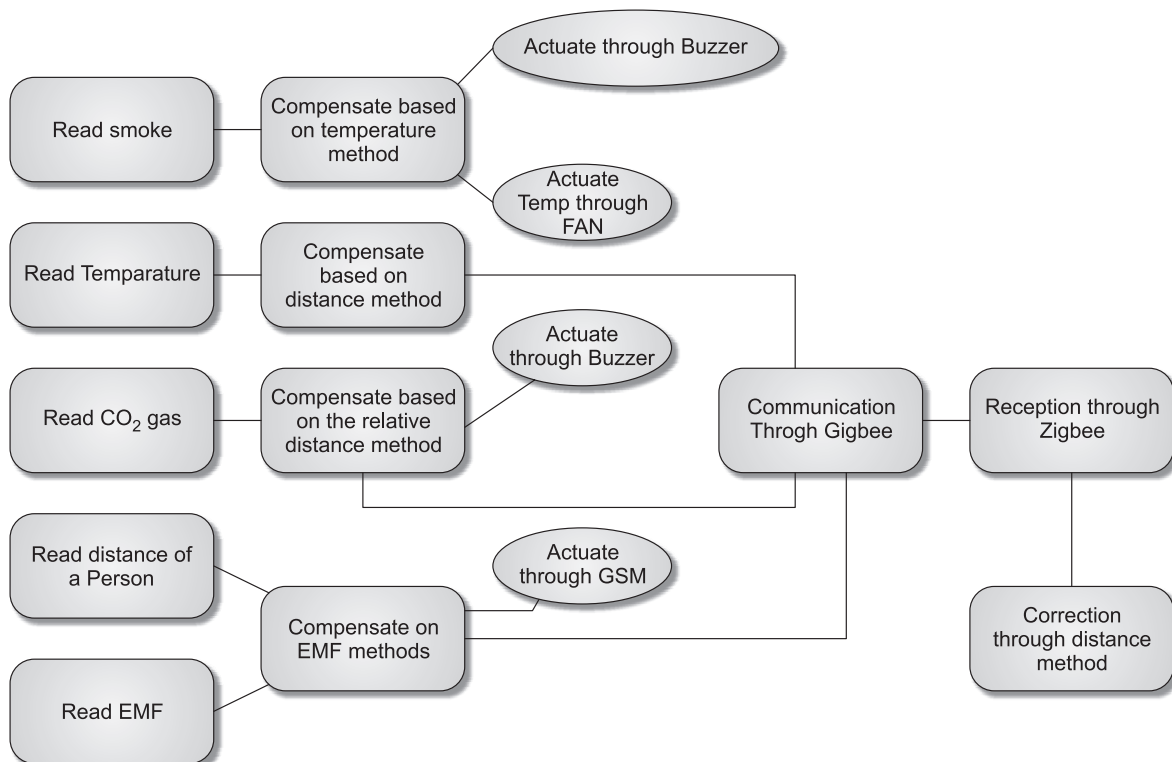 Actuate through Buzzer
Read smoke
Compensate based
on temperature
method
Actuate
Temp through
FAN
Read Temparature
Compensate
based on
distance method
Actuate
through Buzzer
Read CO₂ gas
Compensate based
on the relative
distance method
Communication
Throgh Gigbee
Reception through
Zigbee
Read distance of
a Person
Actuate
through GSM
Compensate on
EMF methods
Correction
through distance
method
Read EMF